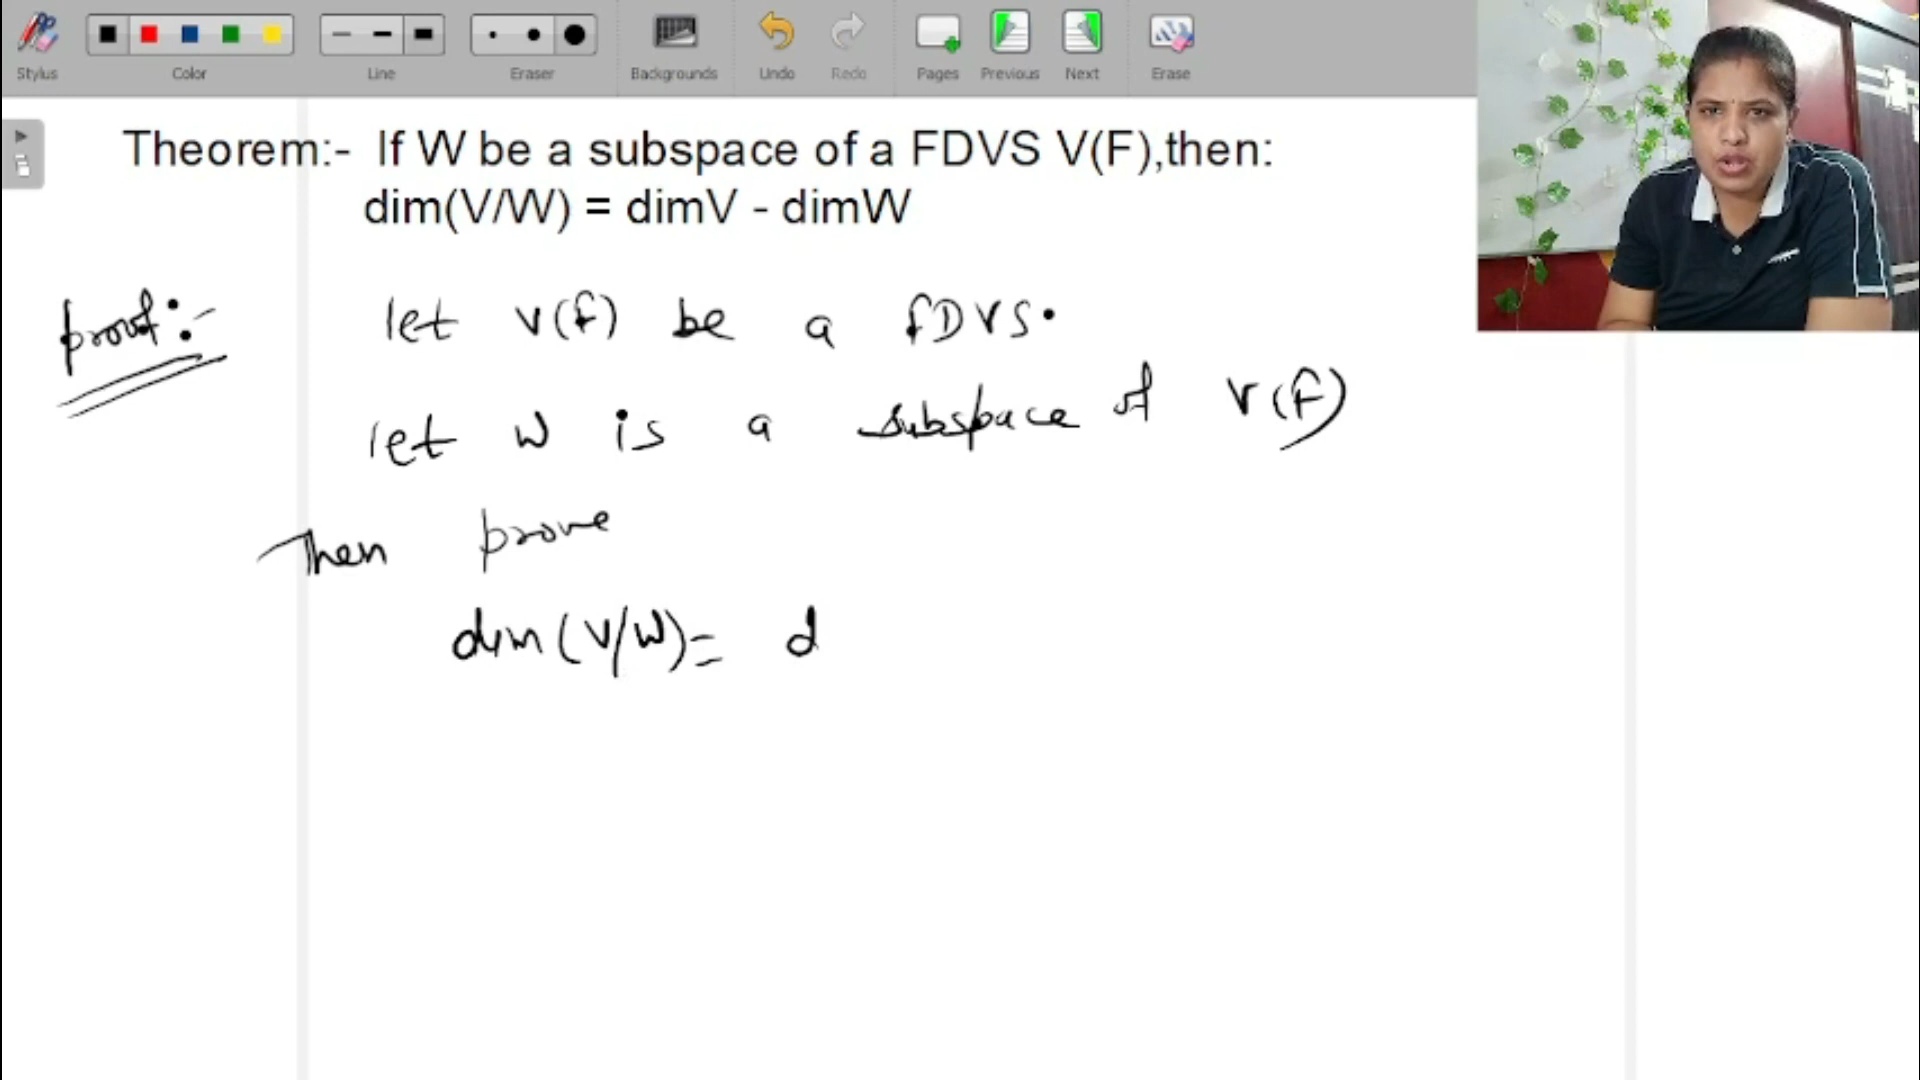 Stylus Color Line Eraser Backgrounds Undo Redo Pages Previous Next Erase
Theorem:- If W be a subspace of a FDVS V(F),then:
dim(V/W) = dimV - dimW
proof:- let V(F) be a FDVS.
let W is a subspace of V(F)
Then prove
dim(V/W)= d